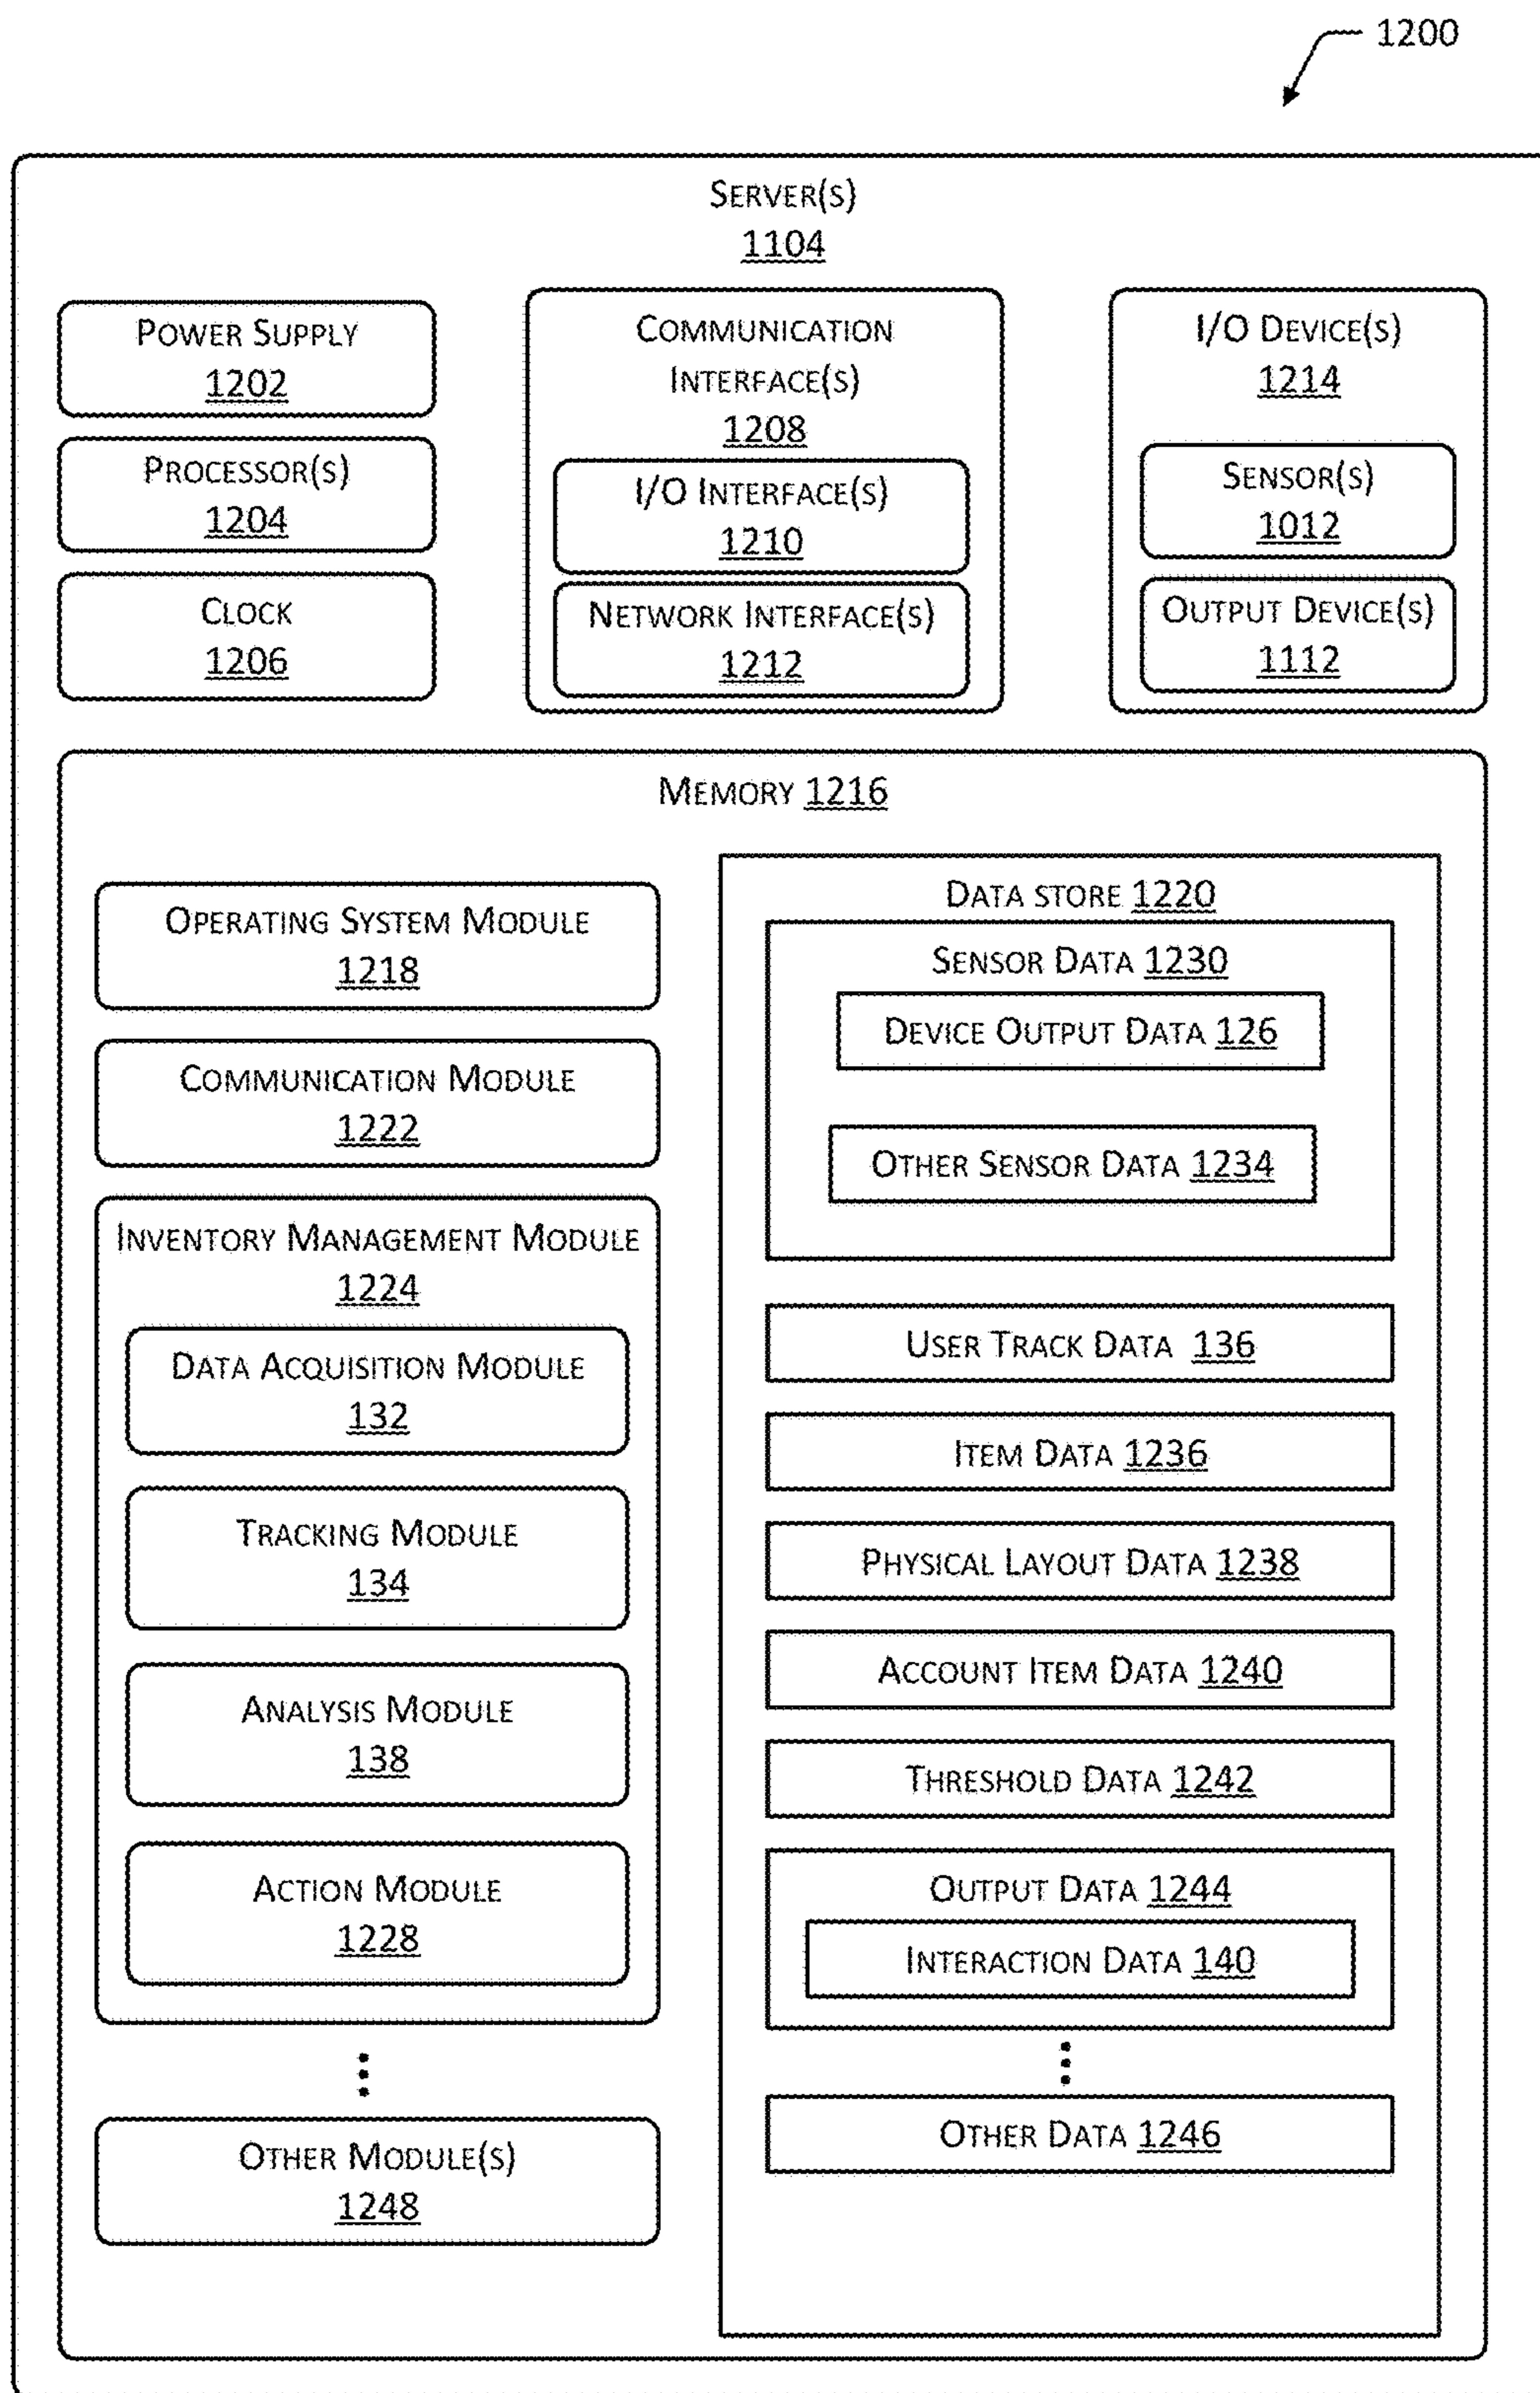 1200
SERVER(S)
1104
POWER SUPPLY
1202
PROCESSOR(S)
1204
CLOCK
1206
COMMUNICATION
INTERFACE(S)
1208
I/O INTERFACE(S)
1210
NETWORK INTERFACE(S)
1212
I/O DEVICE(S)
1214
SENSOR(S)
1012
OUTPUT DEVICE(S)
1112
MEMORY 1216
OPERATING SYSTEM MODULE
1218
COMMUNICATION MODULE
1222
INVENTORY MANAGEMENT MODULE
1224
DATA ACQUISITION MODULE
132
TRACKING MODULE
134
ANALYSIS MODULE
138
ACTION MODULE
1228
OTHER MODULE(S)
1248
DATA STORE 1220
SENSOR DATA 1230
DEVICE OUTPUT DATA 126
OTHER SENSOR DATA 1234
USER TRACK DATA 136
ITEM DATA 1236
PHYSICAL LAYOUT DATA 1238
ACCOUNT ITEM DATA 1240
THRESHOLD DATA 1242
OUTPUT DATA 1244
INTERACTION DATA 140
OTHER DATA 1246